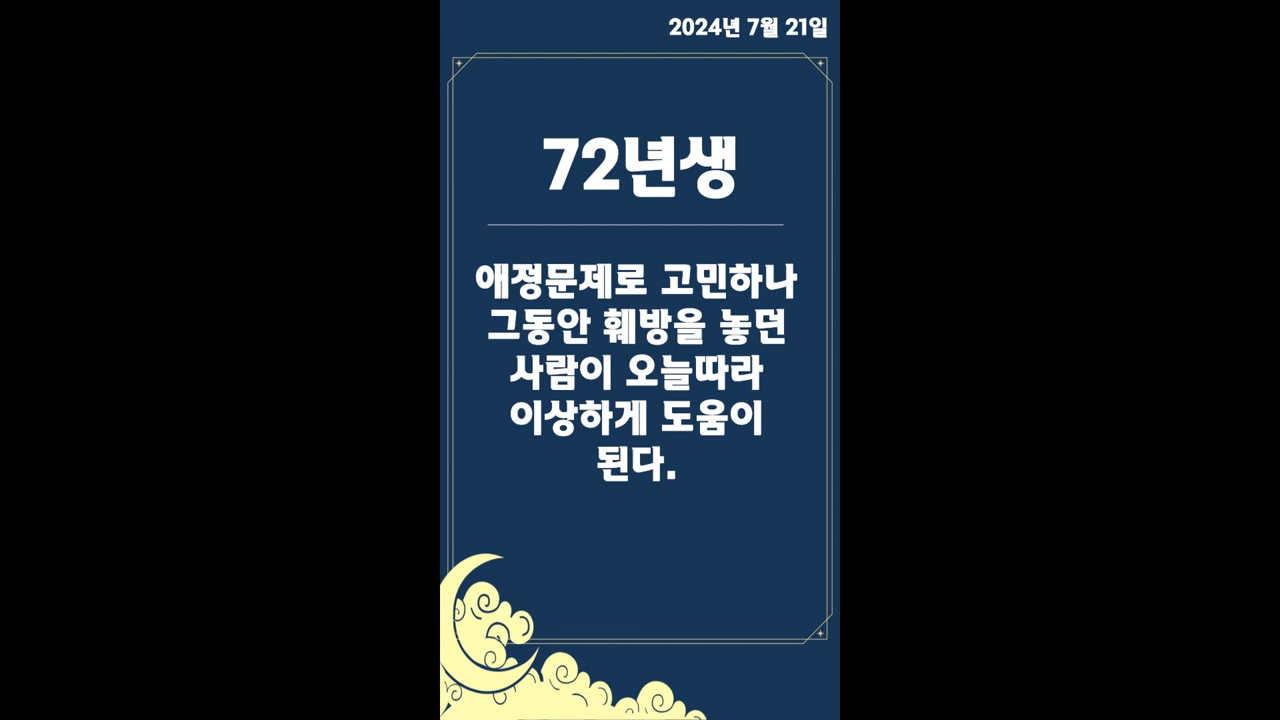 2024년 7월 21일
72년생
애정문제로 고민하나
그동안 훼방을 놓던
사람이 오늘따라
이상하게 도움이
된다.